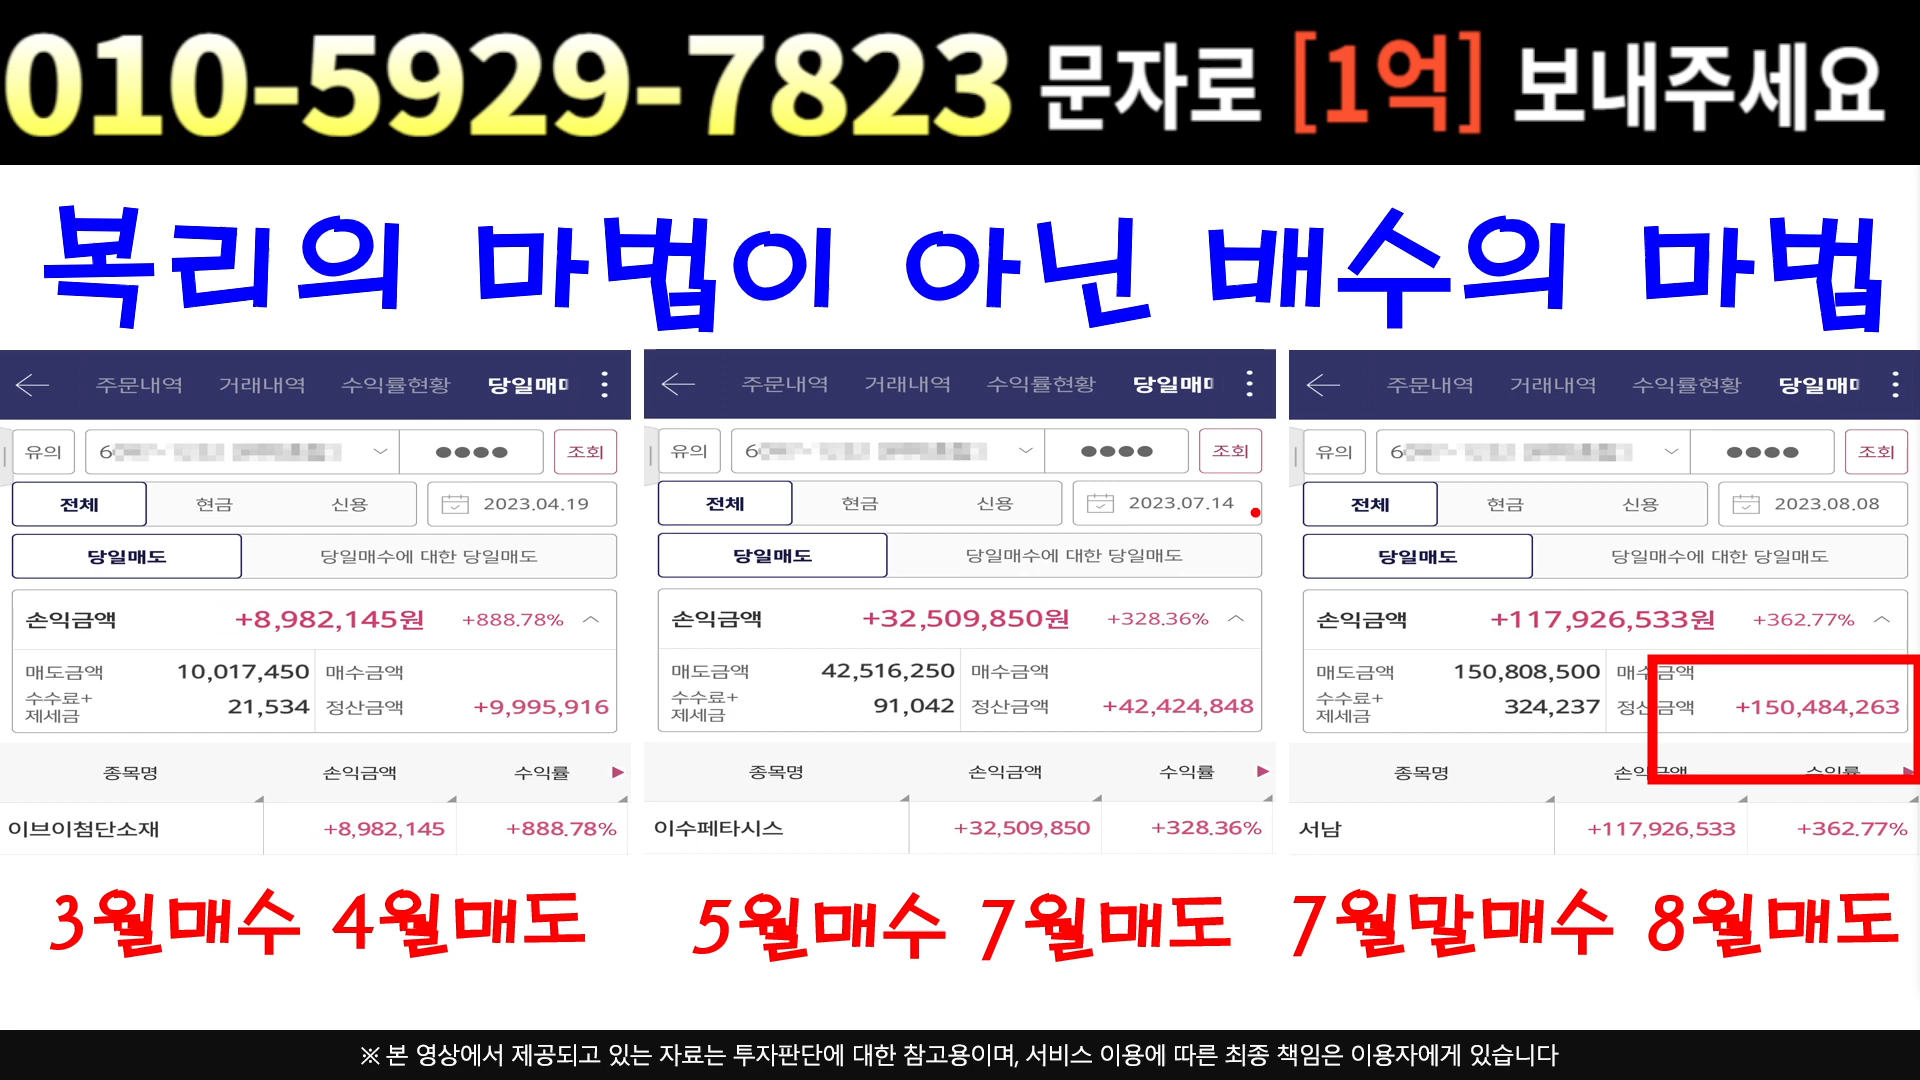 010-5929-7823 문자로 [1억] 보내주세요
복리의 마법이 아닌 배수의 마법
주문내역 거래내역 수익률현황 당일매
유의 6 ●●●● 조회
전체 현금 신용 2023.04.19
당일매도 당일매수에 대한 당일매도
손익금액 +8,982,145원 +888.78%
매도금액 10,017,450 매수금액
수수료+
제세금 21,534 정산금액 +9,995,916
종목명 손익금액 수익률
이브이첨단소재 +8,982,145 +888.78%
3월매수 4월매도
주문내역 거래내역 수익률현황 당일매
유의 6 ●●●● 조회
전체 현금 신용 2023.07.14
당일매도 당일매수에 대한 당일매도
손익금액 +32,509,850원 +328.36%
매도금액 42,516,250 매수금액
수수료+
제세금 91,042 정산금액 +42,424,848
종목명 손익금액 수익률
이수페타시스 +32,509,850 +328.36%
5월매수 7월매도
주문내역 거래내역 수익률현황 당일매
유의 6 ●●●● 조회
전체 현금 신용 2023.08.08
당일매도 당일매수에 대한 당일매도
손익금액 +117,926,533원 +362.77%
매도금액 150,808,500 매수금액
수수료+
제세금 324,237 정산금액 +150,484,263
종목명 손익금액 수익률
서남 +117,926,533 +362.77%
7월말매수 8월매도
※ 본 영상에서 제공되고 있는 자료는 투자판단에 대한 참고용이며, 서비스 이용에 따른 최종 책임은 이용자에게 있습니다